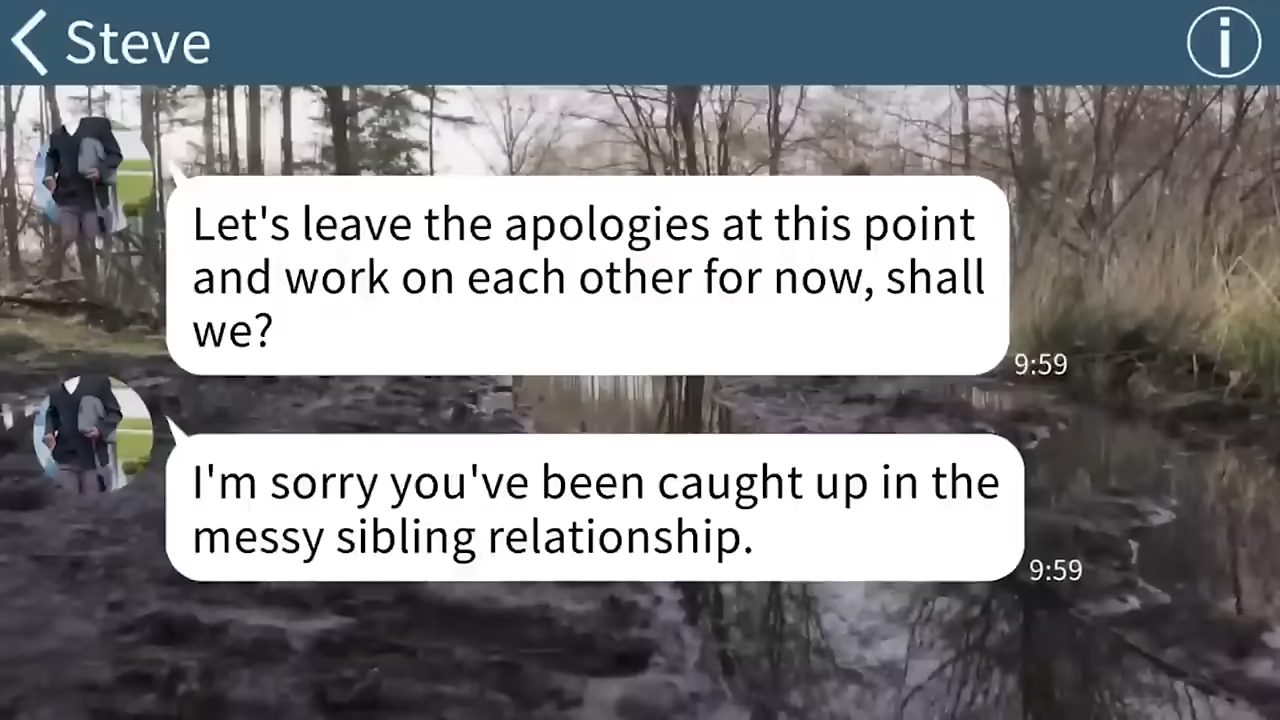 Steve
Let's leave the apologies at this point
and work on each other for now, shall
we?
9:59
I'm sorry you've been caught up in the
messy sibling relationship.
9:59